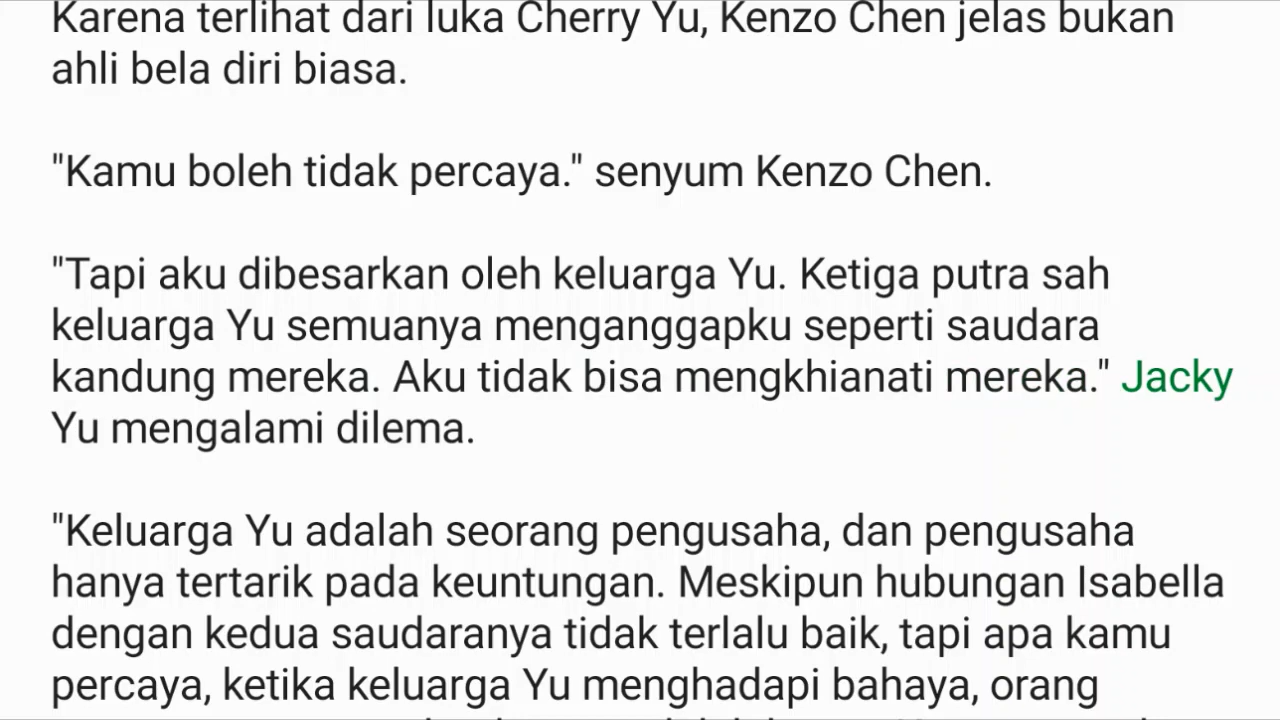 Karena terlihat dari luka Cherry Yu, Kenzo Chen jelas bukan
ahli bela diri biasa.
"Kamu boleh tidak percaya." senyum Kenzo Chen.
"Tapi aku dibesarkan oleh keluarga Yu. Ketiga putra sah
keluarga Yu semuanya menganggapku seperti saudara
kandung mereka. Aku tidak bisa mengkhianati mereka." Jacky
Yu mengalami dilema.
"Keluarga Yu adalah seorang pengusaha, dan pengusaha
hanya tertarik pada keuntungan. Meskipun hubungan Isabella
dengan kedua saudaranya tidak terlalu baik, tapi apa kamu
percaya, ketika keluarga Yu menghadapi bahaya, orang